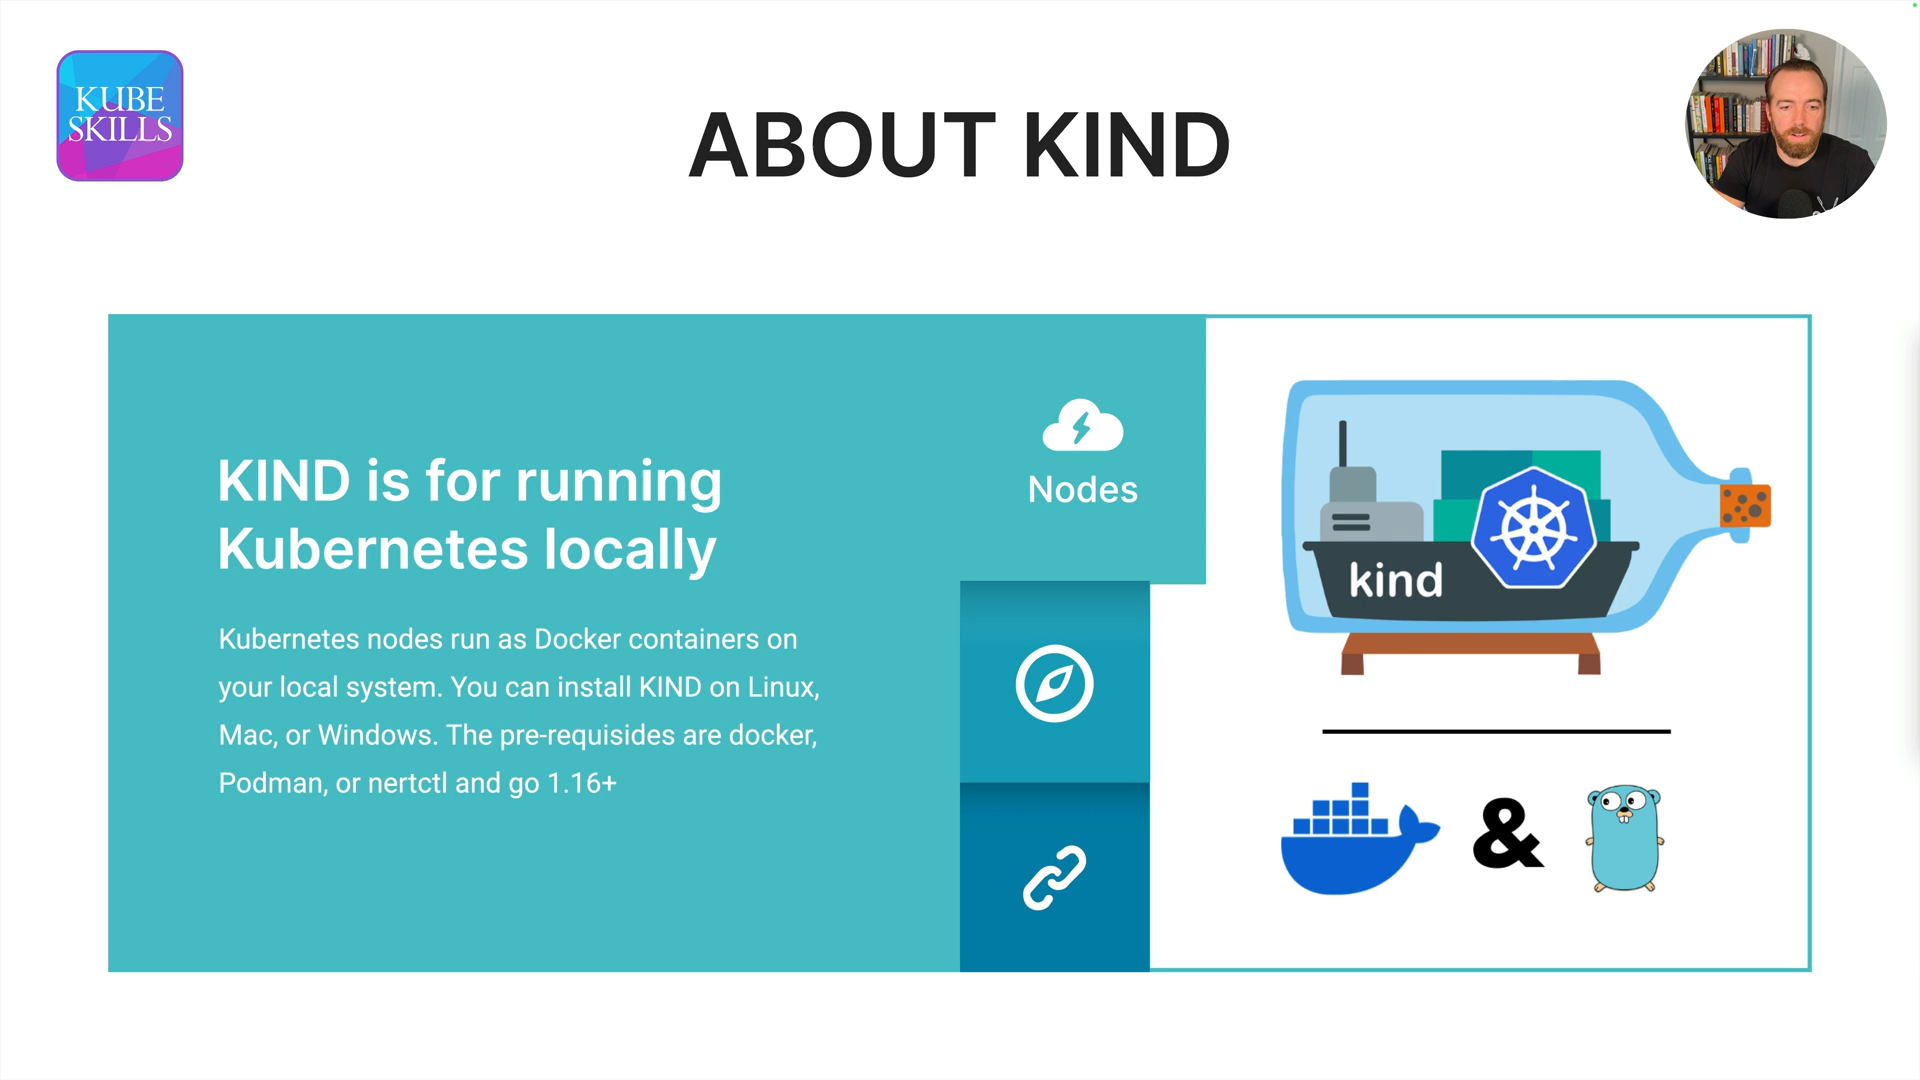 KUBE
SKILLS
ABOUT KIND
KIND is for running
Kubernetes locally
Kubernetes nodes run as Docker containers on
your local system. You can install KIND on Linux,
Mac, or Windows. The pre-requisides are docker,
Podman, or nertctl and go 1.16+
Nodes
kind
&